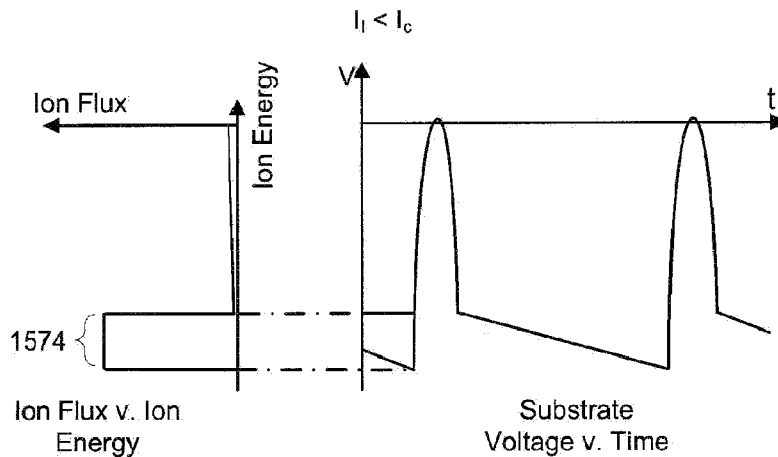 I_I < I_c
V
t
Ion Flux
Ion Energy
1574
Ion Flux v. Ion
Energy
Substrate
Voltage v. Time